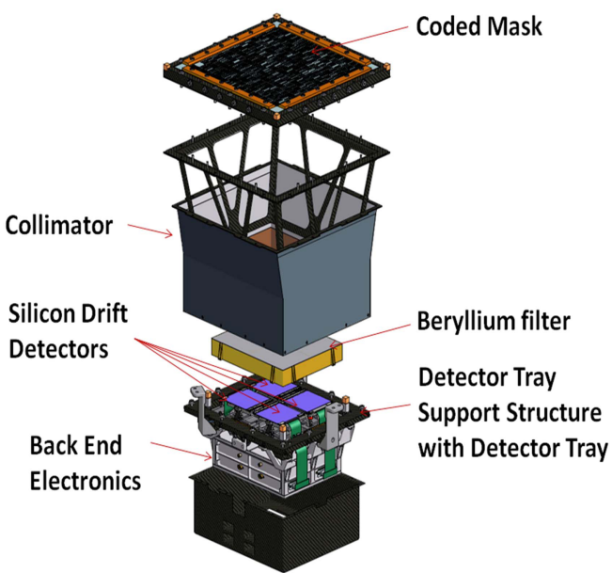 Coded Mask
Collimator
Silicon Drift
Detectors
Beryllium filter
Detector Tray
Support Structure
with Detector Tray
Back End
Electronics